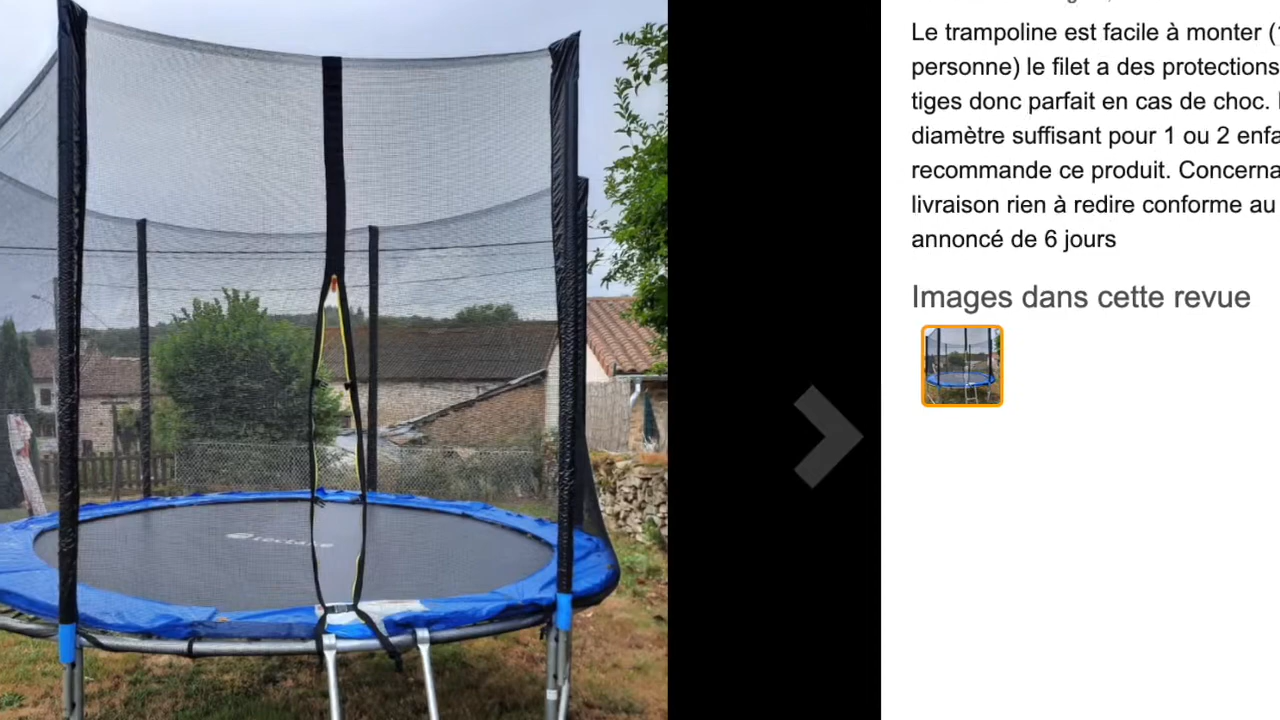 Le trampoline est facile à monter (
personne) le filet a des protections
tiges donc parfait en cas de choc.
diamètre suffisant pour 1 ou 2 enfa
recommande ce produit. Concerna
livraison rien à redire conforme au
annoncé de 6 jours
Images dans cette revue